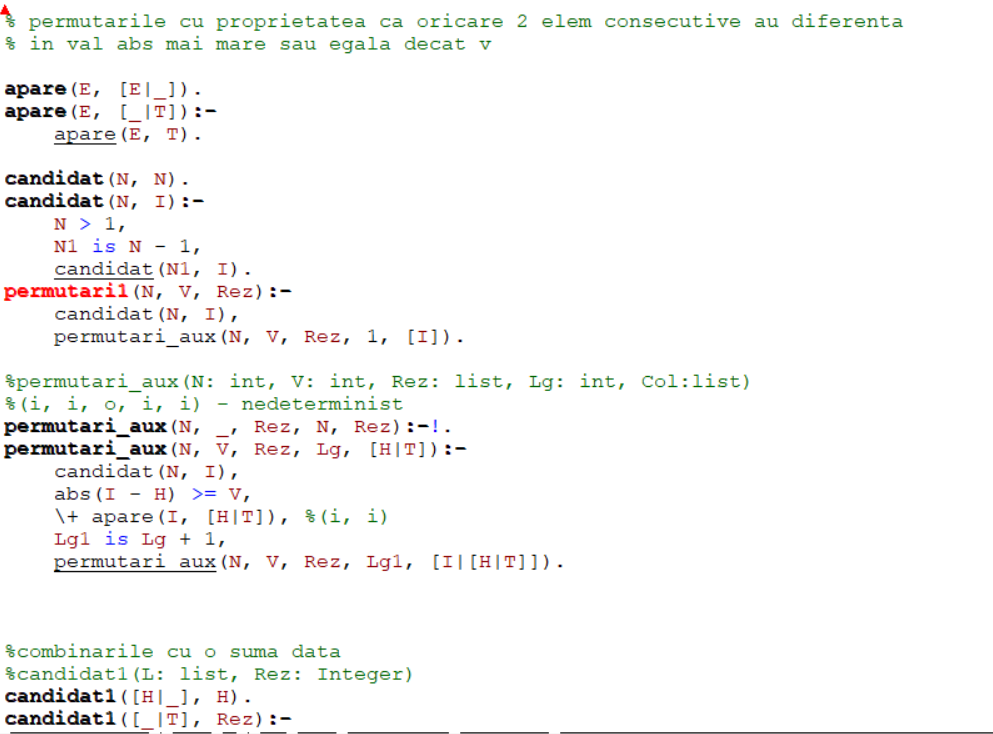 % permutarile cu proprietatea ca oricare 2 elem consecutive au diferenta
% in val abs mai mare sau egala decat v
apare(E, [E|_]).
apare(E, [_|T]):-
    apare(E, T).
candidat(N, N).
candidat(N, I):-
    N > 1,
    N1 is N - 1,
    candidat(N1, I).
permutari1(N, V, Rez):-
    candidat(N, I),
    permutari_aux(N, V, Rez, 1, [I]).
%permutari_aux(N: int, V: int, Rez: list, Lg: int, Col:list)
%(i, i, o, i, i) - nedeterminist
permutari_aux(N, _, Rez, N, Rez):-!.
permutari_aux(N, V, Rez, Lg, [H|T]):-
    candidat(N, I),
    abs(I - H) >= V,
    \+ apare(I, [H|T]), %(i, i)
    Lg1 is Lg + 1,
    permutari_aux(N, V, Rez, Lg1, [I|[H|T]]).
%combinarile cu o suma data
%candidat1(L: list, Rez: Integer)
candidat1([H|_], H).
candidat1([_|T], Rez):-